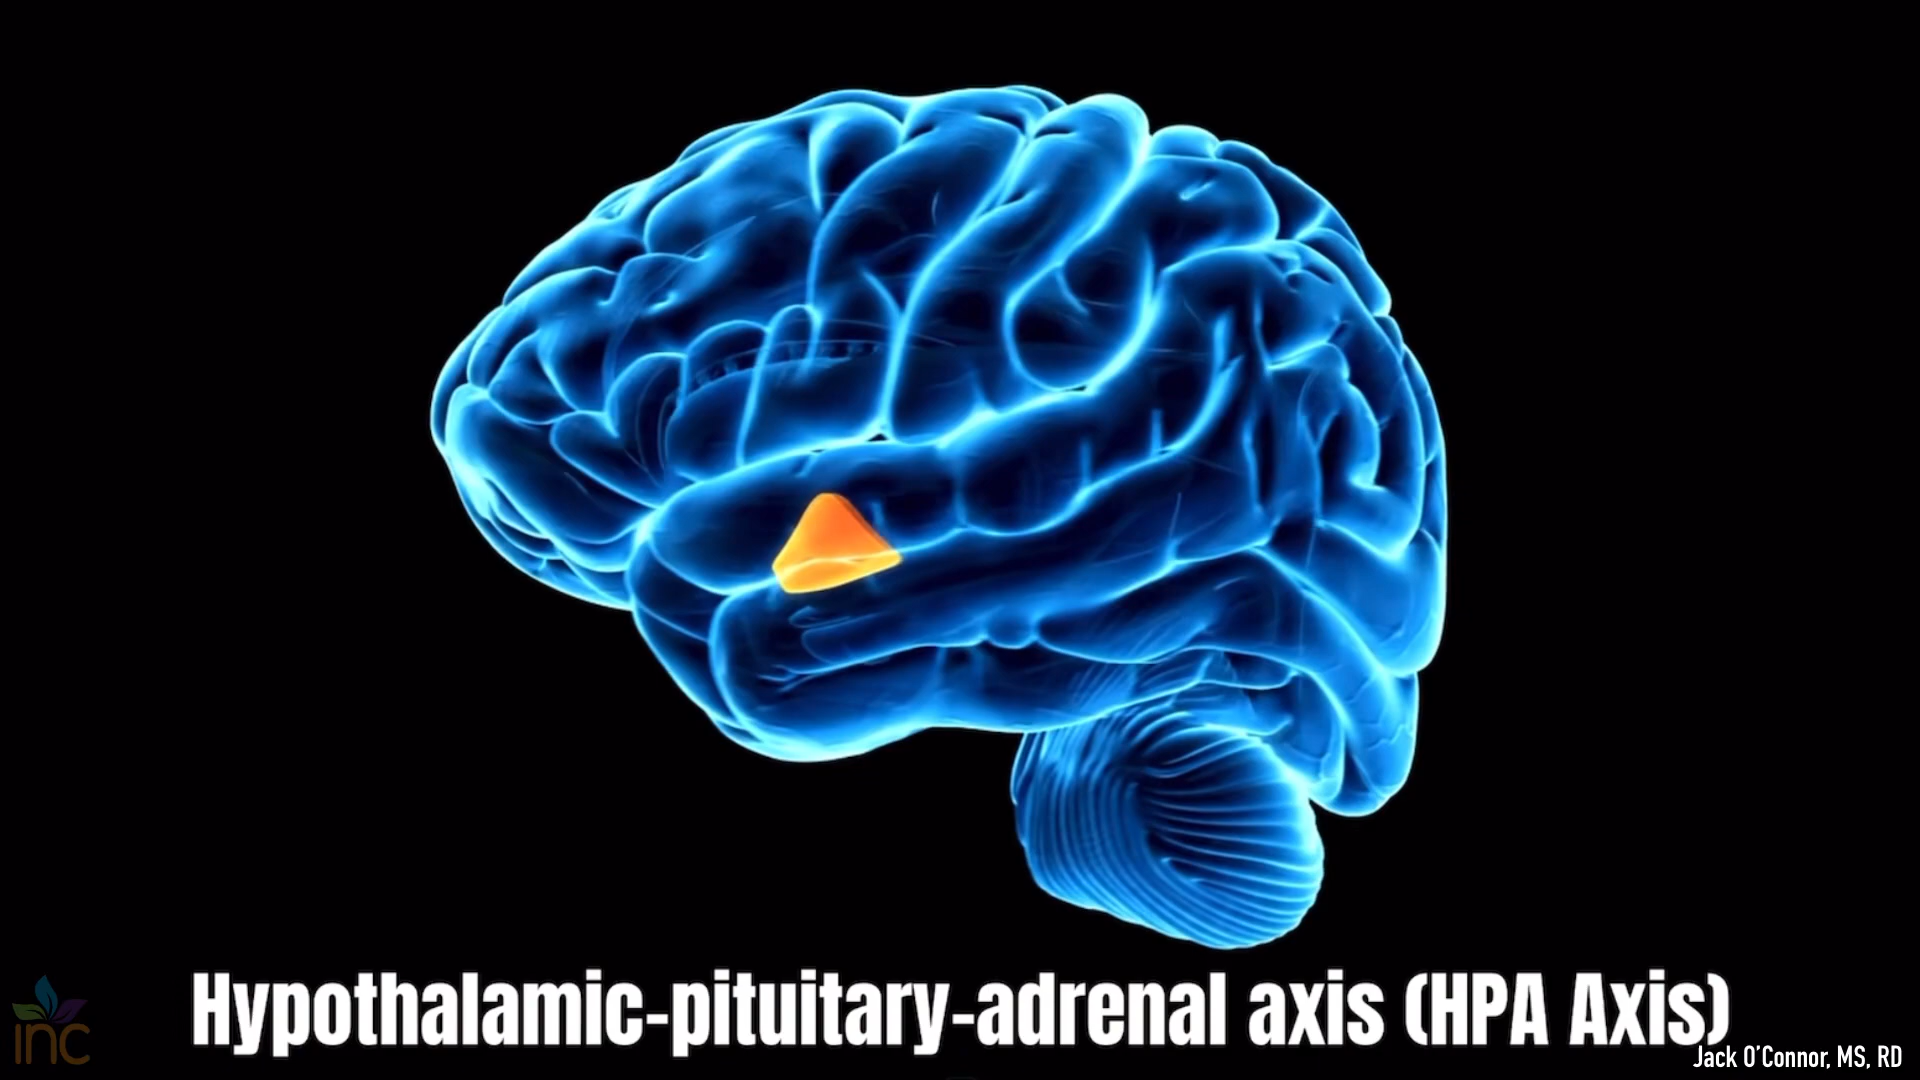 Hypothalamic-pituitary-adrenal axis (HPA Axis)
inc
Jack O'Connor, MS, RD